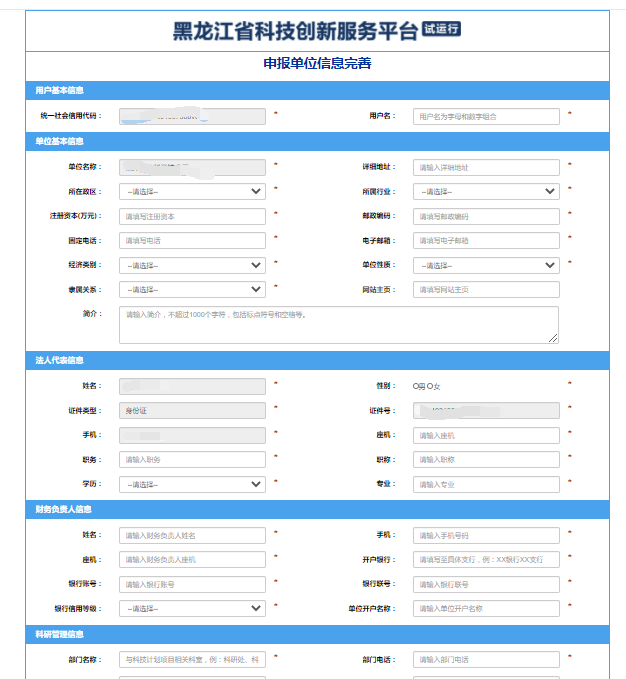 黑龙江省科技创新服务平台 试运行
申报单位信息完善
用户基本信息
统一社会信用代码： * 用户名： 用户名为字母和数字组合 *
单位基本信息
单位名称： * 详细地址： 请输入详细地址 *
所在政区： --请选择-- * 所属行业： --请选择-- *
注册资本(万元)： 请填写注册资本 * 邮政编码： 请填写邮政编码 *
固定电话： 请填写电话 * 电子邮箱： 请填写电子邮箱 *
经济类别： --请选择-- * 单位性质： --请选择-- *
隶属关系： --请选择-- * 网站主页： 请填写网站主页
简介： 请输入简介，不超过1000个字符，包括标点符号和空格等。
法人代表信息
姓名： * 性别： 男 女 *
证件类型： 身份证 * 证件号： *
手机： * 座机： 请输入座机 *
职务： 请输入职务 * 职称： 请输入职称 *
学历： --请选择-- * 专业： 请输入专业 *
财务负责人信息
姓名： 请输入财务负责人姓名 * 手机： 请输入手机号码 *
座机： 请输入财务负责人座机 * 开户银行： 请填写至具体支行，例：XX银行XX支行 *
银行账号： 请输入银行账号 * 银行联号： 请输入银行联号 *
银行信用等级： --请选择-- * 单位开户名称： 请输入单位开户名称 *
科研管理信息
部门名称： 与科技计划项目相关科室，例：科研处、科 * 部门电话： 请输入部门电话 *